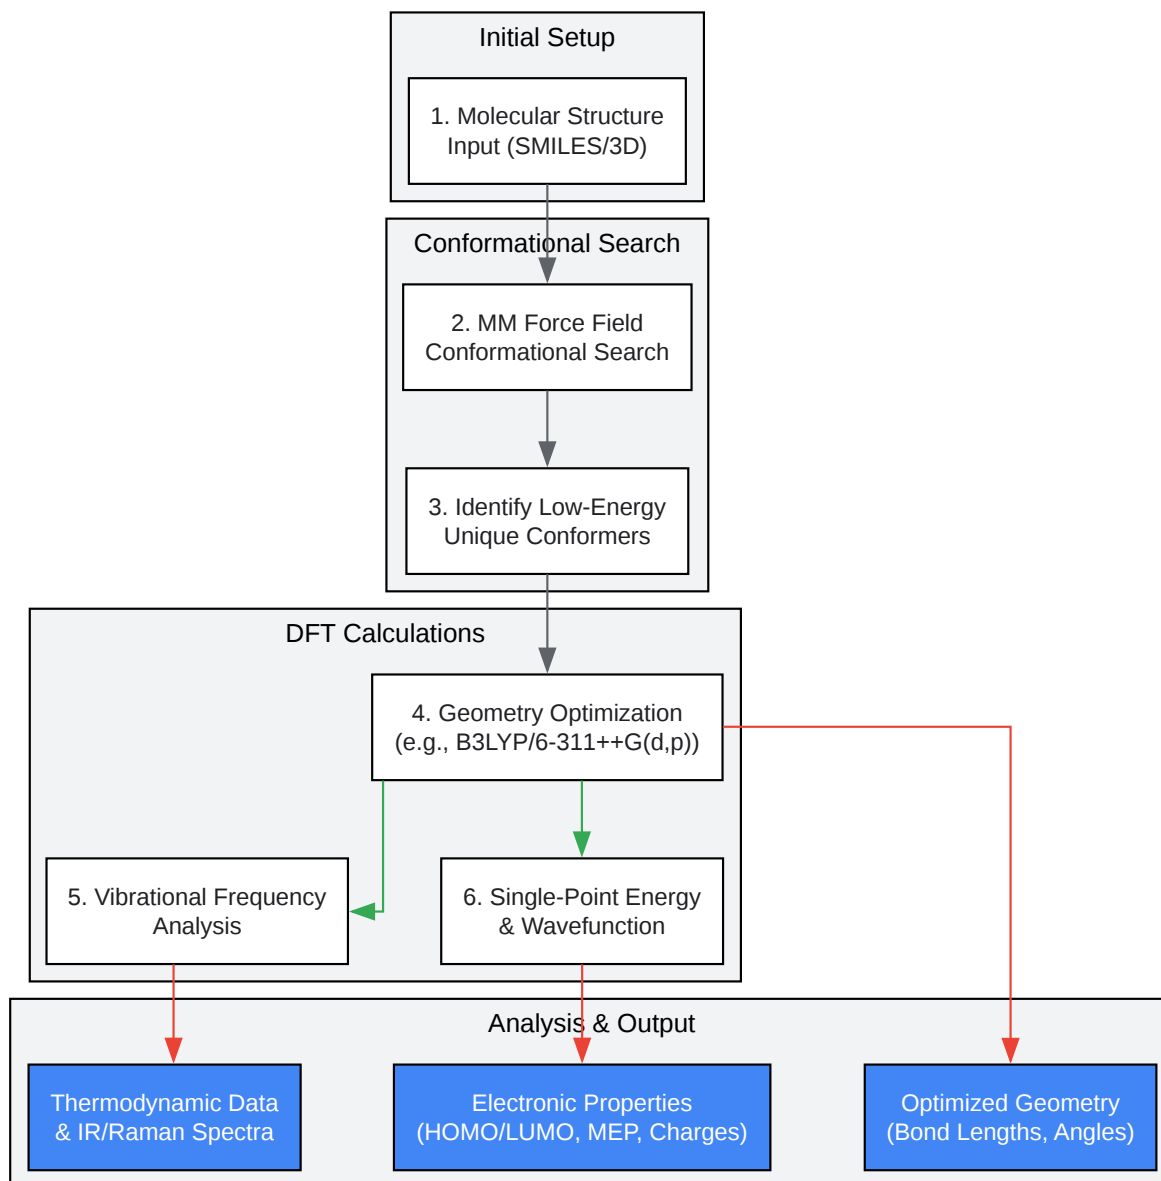 Initial Setup
1. Molecular Structure
Input (SMILES/3D)
Conformational Search
2. MM Force Field
Conformational Search
3. Identify Low-Energy
Unique Conformers
DFT Calculations
4. Geometry Optimization
(e.g., B3LYP/6-311++G(d,p))
5. Vibrational Frequency
Analysis
6. Single-Point Energy
& Wavefunction
Analysis & Output
Thermodynamic Data
& IR/Raman Spectra
Electronic Properties
(HOMO/LUMO, MEP, Charges)
Optimized Geometry
(Bond Lengths, Angles)